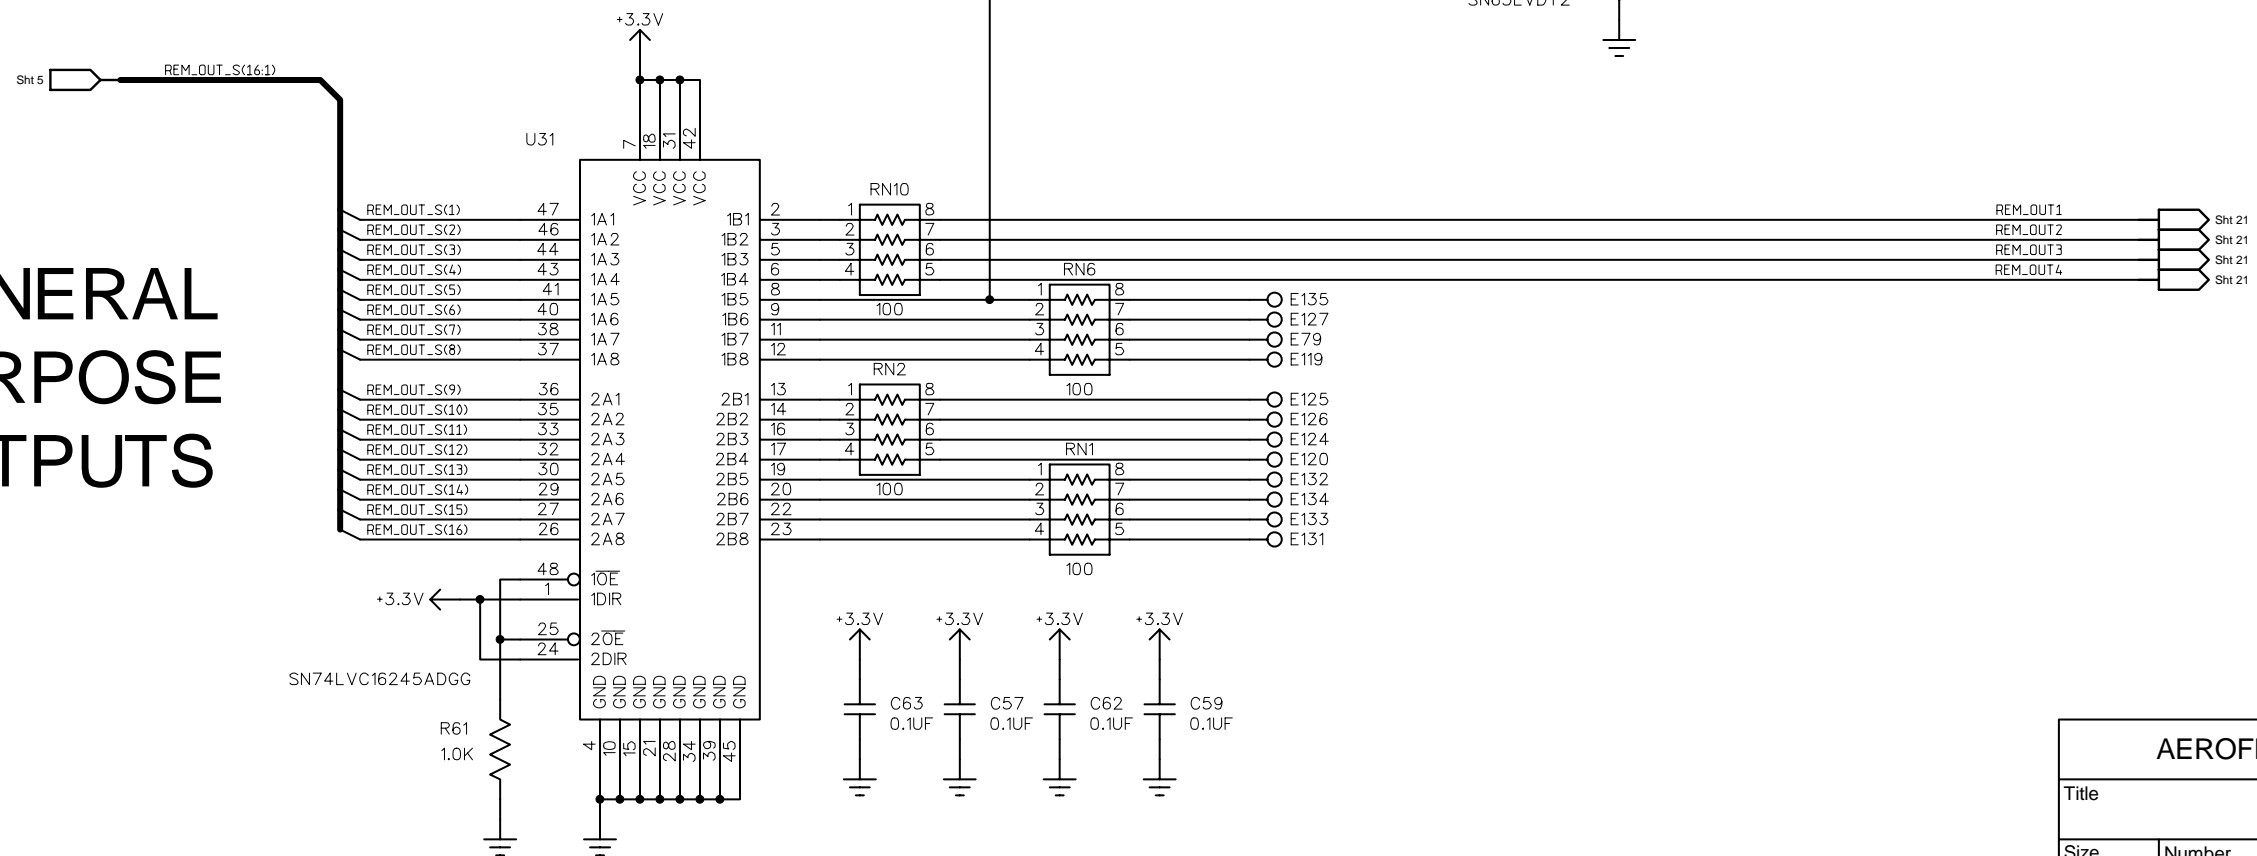 +3.3V
Sht 5
REM_OUT_S(16:1)
U31
7 18 31 42
VCC VCC VCC VCC
NERAL
RPOSE
TPUTS
REM_OUT_S(1) 47 1A1 1B1 2
REM_OUT_S(2) 46 1A2 1B2 3
REM_OUT_S(3) 44 1A3 1B3 5
REM_OUT_S(4) 43 1A4 1B4 6
REM_OUT_S(5) 41 1A5 1B5 8
REM_OUT_S(6) 40 1A6 1B6 9
REM_OUT_S(7) 38 1A7 1B7 11
REM_OUT_S(8) 37 1A8 1B8 12
REM_OUT_S(9) 36 2A1 2B1 13
REM_OUT_S(10) 35 2A2 2B2 14
REM_OUT_S(11) 33 2A3 2B3 16
REM_OUT_S(12) 32 2A4 2B4 17
REM_OUT_S(13) 30 2A5 2B5 19
REM_OUT_S(14) 29 2A6 2B6 20
REM_OUT_S(15) 27 2A7 2B7 22
REM_OUT_S(16) 26 2A8 2B8 23
48 1OE
+3.3V 1 1DIR
25 2OE
24 2DIR
SN74LVC16245ADGG
GND GND GND GND GND GND GND GND
4 10 15 21 28 34 39 45
R61
1.0K
RN10
1 8 REM_OUT1 Sht 21
2 7 REM_OUT2 Sht 21
3 6 REM_OUT3 Sht 21
4 5 REM_OUT4 Sht 21
100
RN6
1 8 E135
2 7 E127
3 6 E79
4 5 E119
100
RN2
1 8 E125
2 7 E126
3 6 E124
4 5 E120
100
RN1
1 8 E132
2 7 E134
3 6 E133
4 5 E131
100
+3.3V +3.3V +3.3V +3.3V
C63 C57 C62 C59
0.1UF 0.1UF 0.1UF 0.1UF
AEROF
Title
Size Number